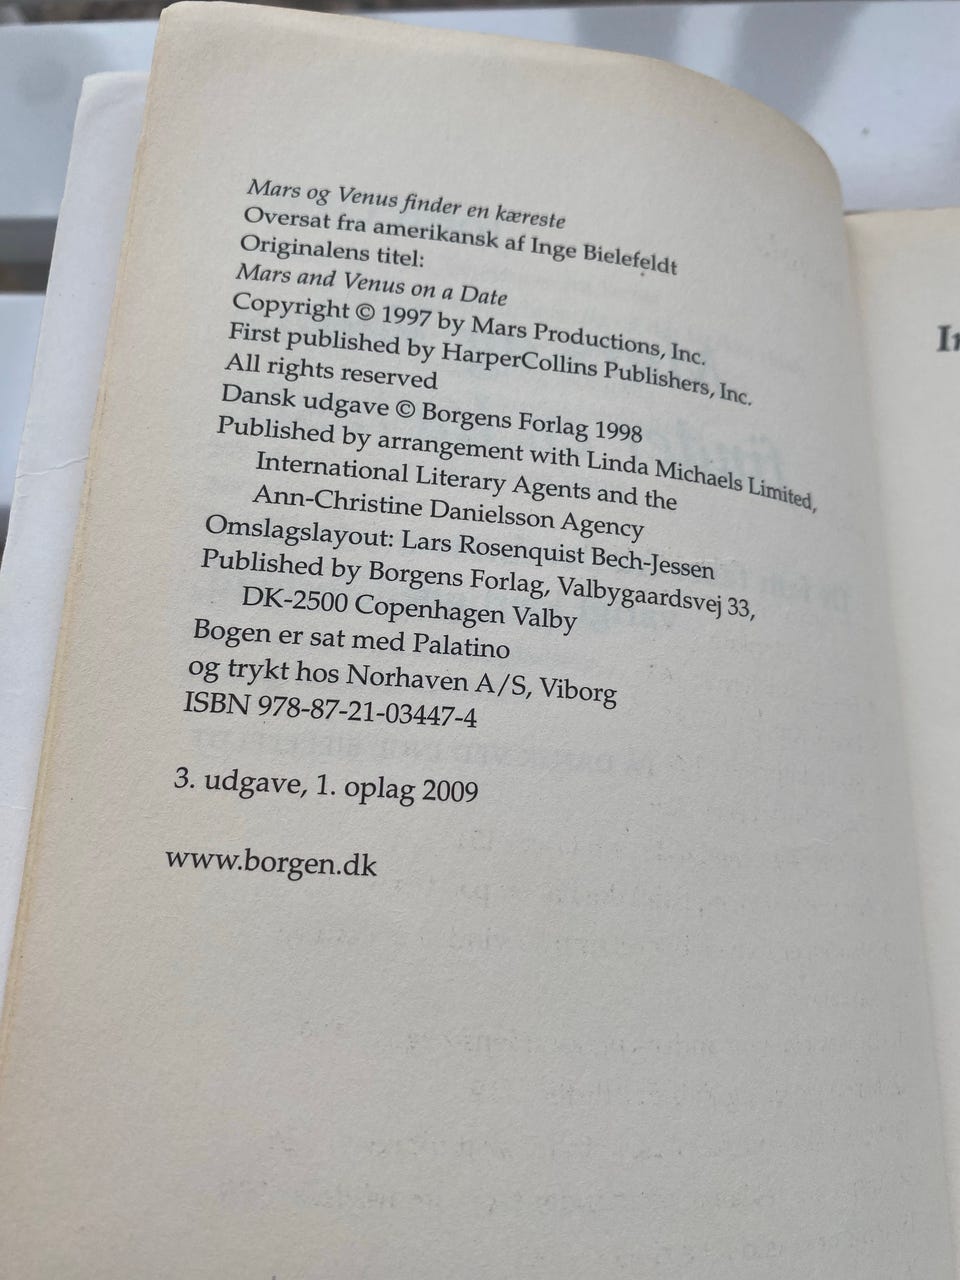 Mars og Venus finder en kæreste
Oversat fra amerikansk af Inge Bielefeldt
Originalens titel:
Mars and Venus on a Date
Copyright © 1997 by Mars Productions, Inc.
First published by HarperCollins Publishers, Inc.
All rights reserved
Dansk udgave © Borgens Forlag 1998
Published by arrangement with Linda Michaels Limited,
International Literary Agents and the
Ann-Christine Danielsson Agency
Omslagslayout: Lars Rosenquist Bech-Jessen
Published by Borgens Forlag, Valbygaardsvej 33,
DK-2500 Copenhagen Valby
Bogen er sat med Palatino
og trykt hos Norhaven A/S, Viborg
ISBN 978-87-21-03447-4
3. udgave, 1. oplag 2009
www.borgen.dk